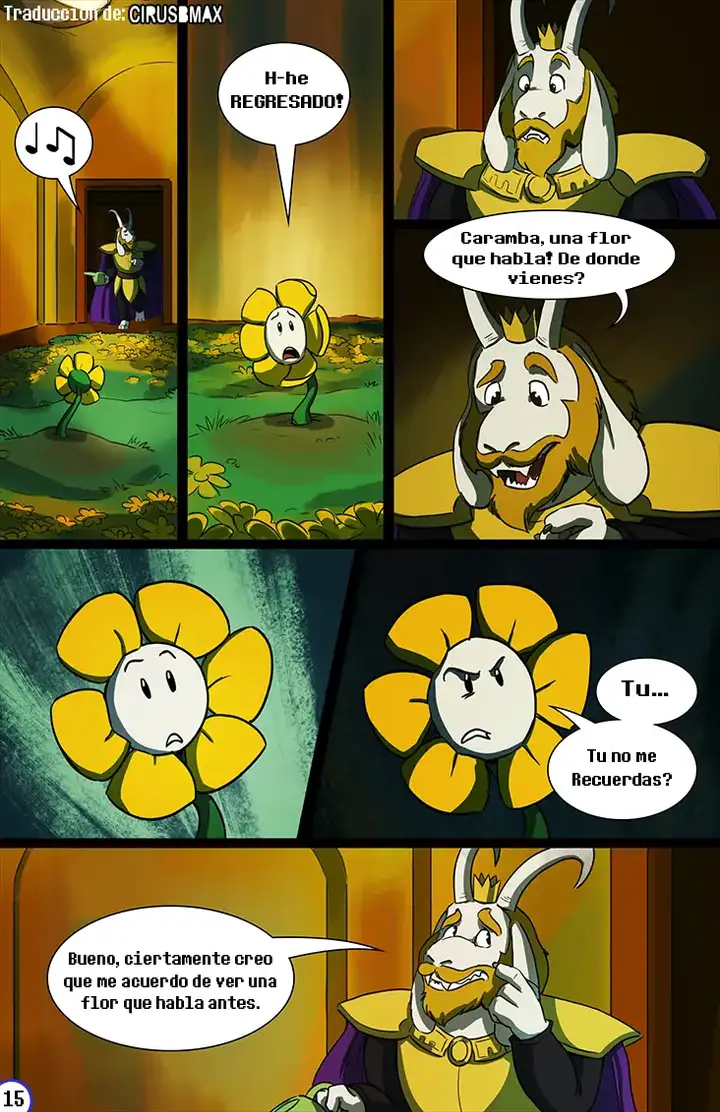 Traduccion de: CIRUSBMAX
H-he
REGRESADO!
Caramba, una flor
que habla! De donde
vienes?
Tu...
Tu no me
Recuerdas?
Bueno, ciertamente creo
que me acuerdo de ver una
flor que habla antes.
15